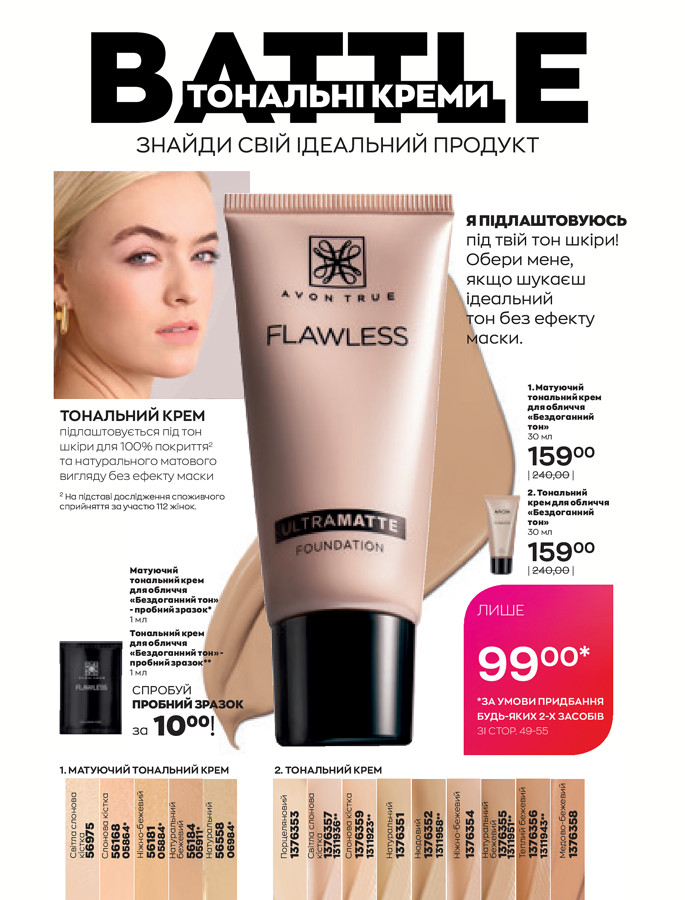 BATTLE
ТОНАЛЬНІ КРЕМИ
ЗНАЙДИ СВІЙ ІДЕАЛЬНИЙ ПРОДУКТ
Я ПІДЛАШТОВУЮСЬ
під твій тон шкіри!
Обери мене,
якщо шукаєш
ідеальний
тон без ефекту
маски.
AVON TRUE
FLAWLESS
ULTRAMATTE
FOUNDATION
ТОНАЛЬНИЙ КРЕМ
підлаштовується під тон
шкіри для 100% покриття²
та натурального матового
вигляду без ефекту маски
² На підставі дослідження споживчого
сприйняття за участю 112 жінок.
1. Матуючий
тональний крем
для обличчя
«Бездоганний
тон»
30 мл
159⁰⁰
| 240,00 |
2. Тональний
крем для обличчя
«Бездоганний
тон»
30 мл
159⁰⁰
| 240,00 |
AVON
Матуючий
тональний крем
для обличчя
«Бездоганний тон»
- пробний зразок*
1 мл
Тональний крем
для обличчя
«Бездоганний тон» -
пробний зразок**
1 мл
AVON TRUE
FLAWLESS
СПРОБУЙ
ПРОБНИЙ ЗРАЗОК
за 10⁰⁰!
ЛИШЕ
99⁰⁰*
*ЗА УМОВИ ПРИДБАННЯ
БУДЬ-ЯКИХ 2-Х ЗАСОБІВ
ЗІ СТОР. 49-55
1. МАТУЮЧИЙ ТОНАЛЬНИЙ КРЕМ
Світла слонова
кістка
56975
Слонова кістка
56168
05864*
Ніжно-бежевий
56181
05884*
Натуральний
бежевий
56184
05911*
Натуральний
56558
06984*
2. ТОНАЛЬНИЙ КРЕМ
Порцеляновий
1376353
Світла слонова
кістка
1376357
1311936**
Слонова кістка
1376359
1311923**
Натуральний
1376351
Нюдовий
1376352
1311958**
Ніжно-бежевий
1376354
Натуральний
бежевий
1376355
1311951**
Теплий бежевий
1376356
1311943**
Медово-бежевий
1376358